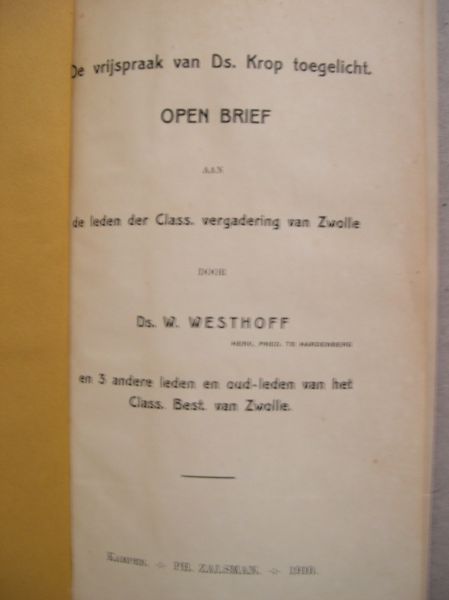 De vrijspraak van Ds. Krop toegelicht.
OPEN BRIEF
AAN
de leden der Class. vergadering van Zwolle
DOOR
Ds. W. WESTHOFF
HERV. PRED. TE HARDENBERG
en 3 andere leden en oud-leden van het
Class. Best. van Zwolle.
KAMPEN. -:- PH. ZALSMAN. -:-